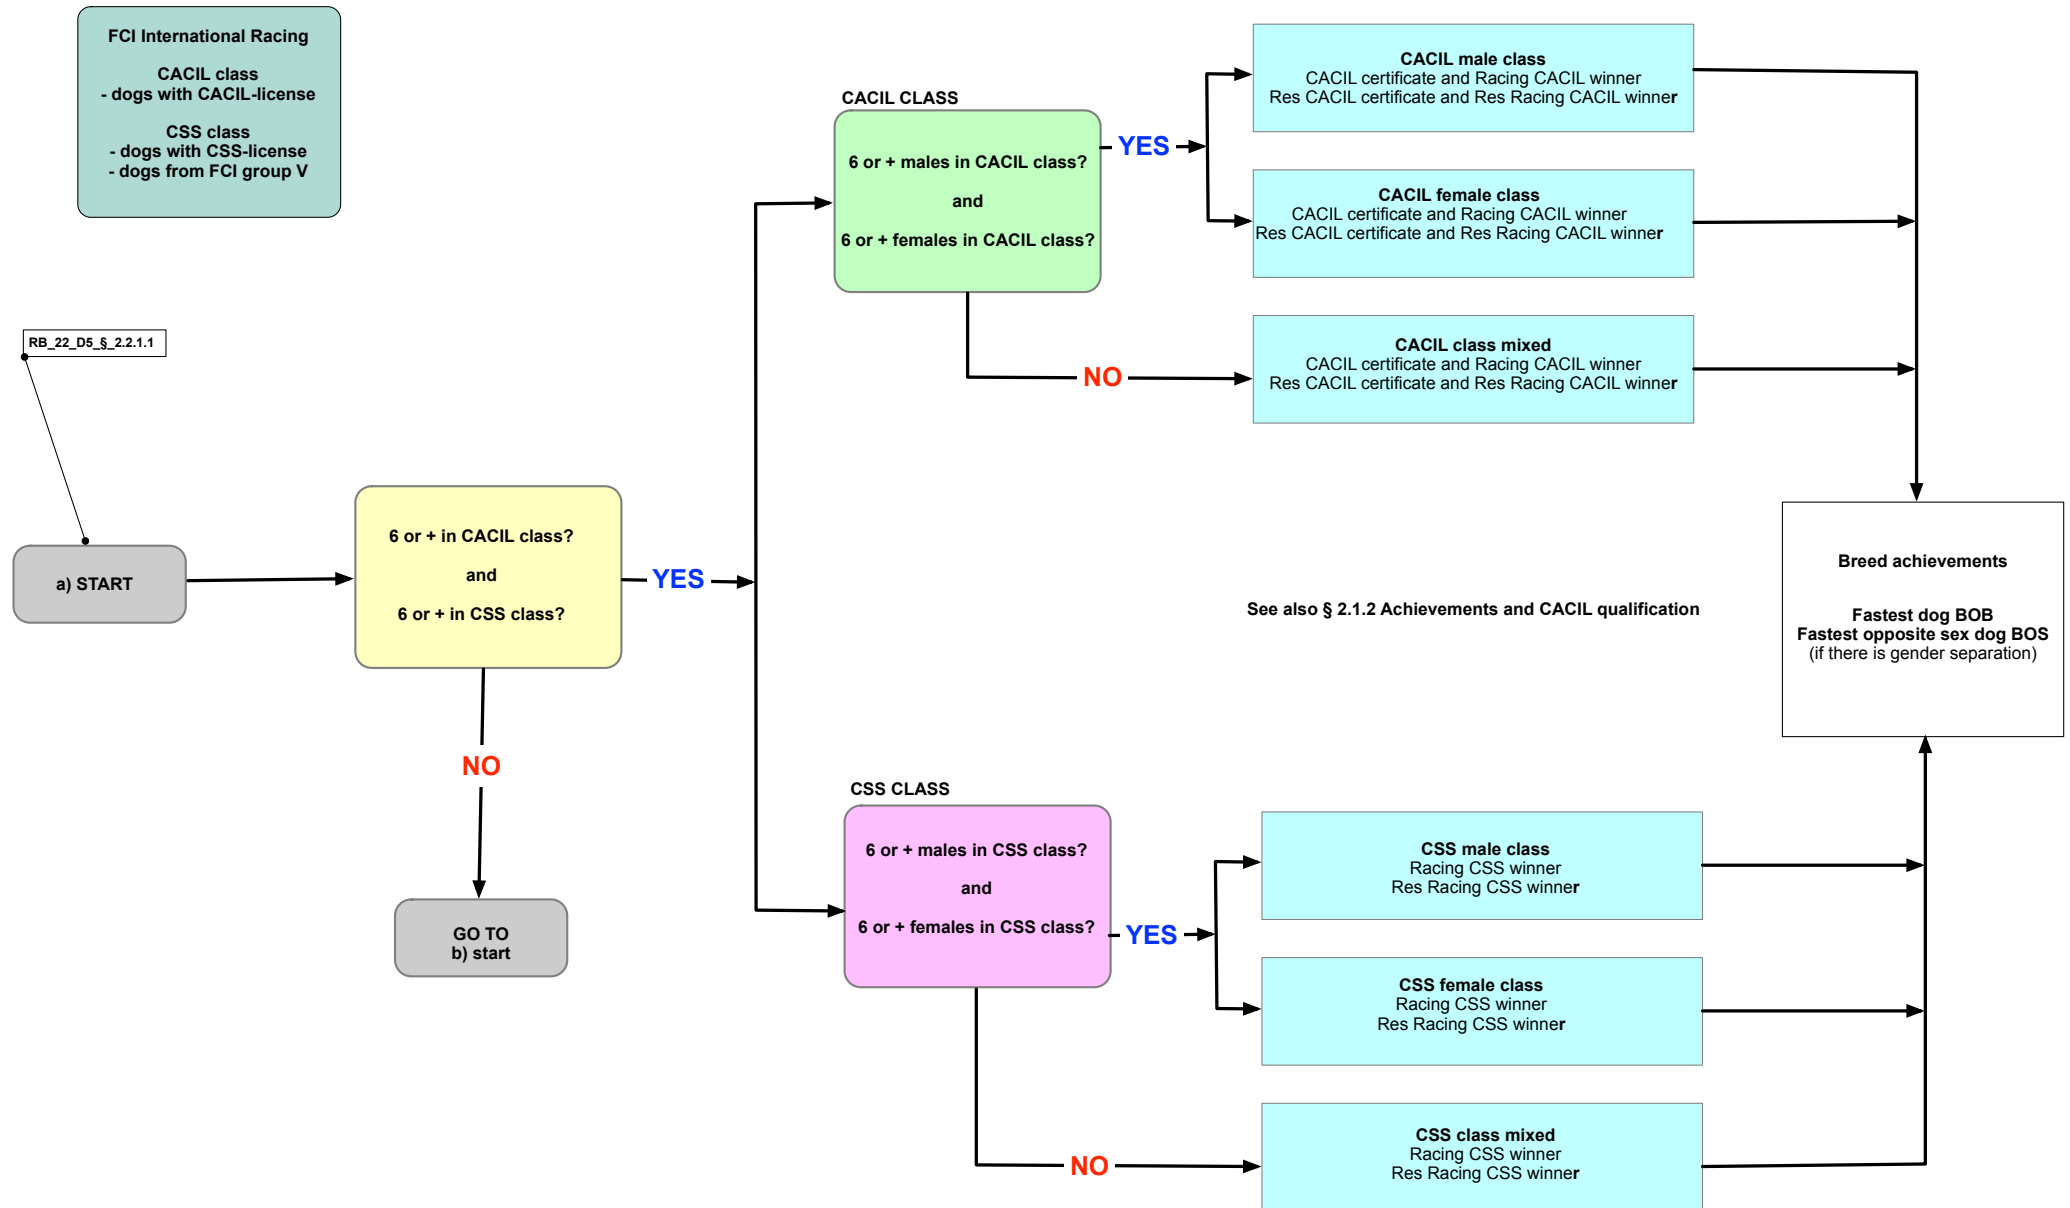 FCI International Racing
CACIL class
- dogs with CACIL-license
CSS class
- dogs with CSS-license
- dogs from FCI group V
RB_22_D5_§_2.2.1.1
a) START
6 or + in CACIL class?
and
6 or + in CSS class?
YES
NO
GO TO
b) start
CACIL CLASS
6 or + males in CACIL class?
and
6 or + females in CACIL class?
YES
NO
CACIL male class
CACIL certificate and Racing CACIL winner
Res CACIL certificate and Res Racing CACIL winner
CACIL female class
CACIL certificate and Racing CACIL winner
Res CACIL certificate and Res Racing CACIL winner
CACIL class mixed
CACIL certificate and Racing CACIL winner
Res CACIL certificate and Res Racing CACIL winner
See also § 2.1.2 Achievements and CACIL qualification
Breed achievements
Fastest dog BOB
Fastest opposite sex dog BOS
(if there is gender separation)
CSS CLASS
6 or + males in CSS class?
and
6 or + females in CSS class?
YES
NO
CSS male class
Racing CSS winner
Res Racing CSS winner
CSS female class
Racing CSS winner
Res Racing CSS winner
CSS class mixed
Racing CSS winner
Res Racing CSS winner